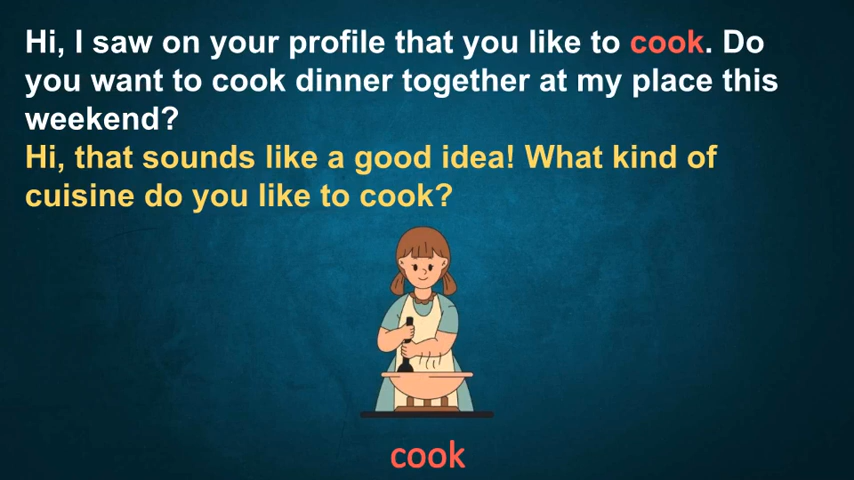 Hi, I saw on your profile that you like to cook. Do
you want to cook dinner together at my place this
weekend?
Hi, that sounds like a good idea! What kind of
cuisine do you like to cook?
cook